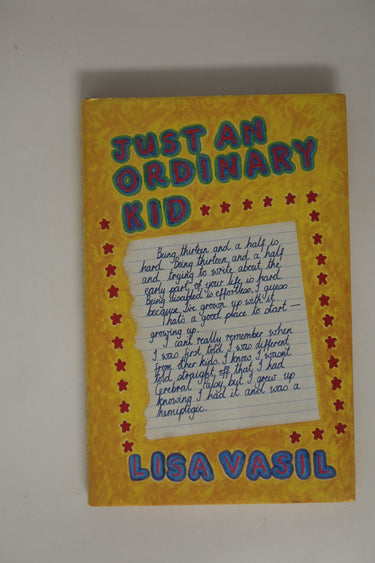 JUST AN
ORDINARY
KID
Being thirteen and a half is
hard. Being thirteen and a half
and trying to write about the
early part of your life is hard.
Being disabled is effortless I guess
because I've grown up with it.
Thats a good place to start —
growing up.
I cant really remember when
I was first told I was different
from other kids. I know I wasn't
told straight off that I had
Cerebral Palsy but I grew up
knowing I had it and was a
hemiplegic.
LISA VASIL